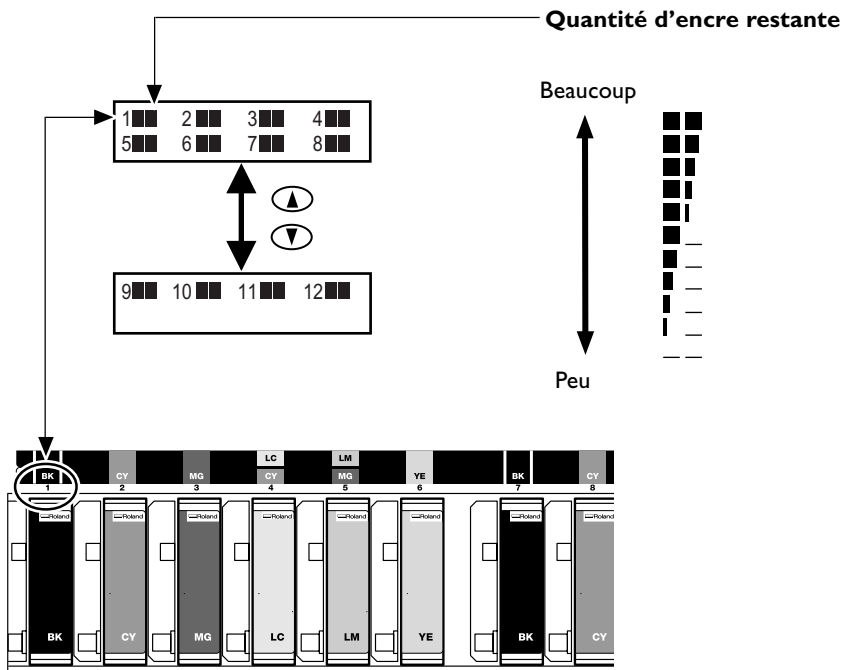 Quantité d'encre restante
Beaucoup
1 2 3 4
5 6 7 8
9 10 11 12
Peu
LC LM
BK CY MG CY MG YE BK CY
1 2 3 4 5 6 7 8
Roland Roland Roland Roland Roland Roland Roland Roland
BK CY MG LC LM YE BK CY